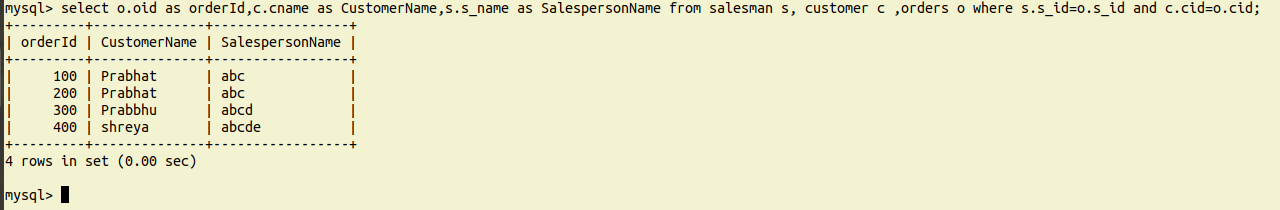 mysql> select o.oid as orderId,c.cname as CustomerName,s.s_name as SalespersonName from salesman s, customer c ,orders o where s.s_id=o.s_id and c.cid=o.cid;
+---------+--------------+-----------------+
| orderId | CustomerName | SalespersonName |
+---------+--------------+-----------------+
|     100 | Prabhat      | abc             |
|     200 | Prabhat      | abc             |
|     300 | Prabbhu      | abcd            |
|     400 | shreya       | abcde           |
+---------+--------------+-----------------+
4 rows in set (0.00 sec)
mysql>